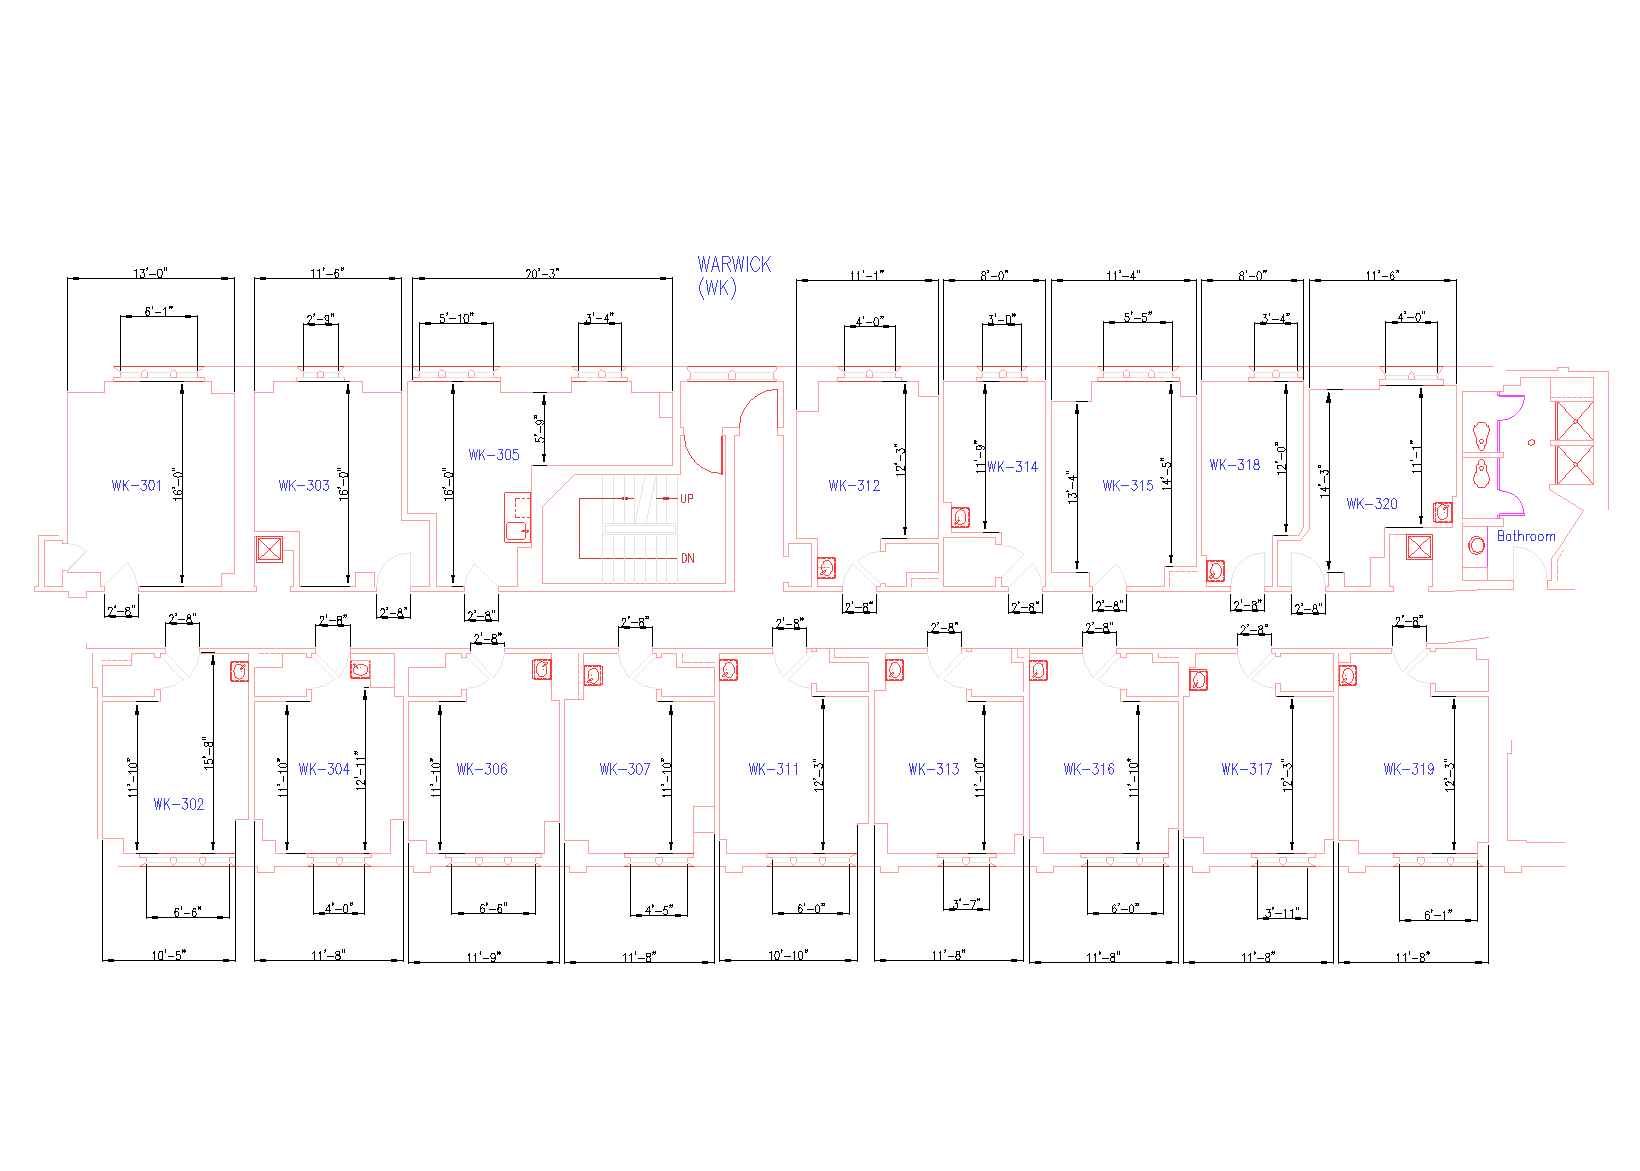 WARWICK
(WK)
13'-0" 11'-6" 20'-3" 11'-1" 8'-0" 11'-4" 8'-0" 11'-6"
6'-1" 2'-9" 5'-10" 3'-4" 4'-0" 3'-0" 5'-5" 3'-4" 4'-0"
5'-9"
WK-305
12'-3" 11'-9" 12'-0" 11'-1"
WK-314 WK-318
16'-0" 16'-0" 16'-0" 13'-4" 14'-5" 14'-3"
WK-301 WK-303 WK-312 WK-315
UP
WK-320
Bathroom
DN
2'-8" 2'-8" 2'-8" 2'-8" 2'-8" 2'-8" 2'-8" 2'-8"
2'-8" 2'-8" 2'-8" 2'-8" 2'-8" 2'-8" 2'-8" 2'-8" 2'-8"
15'-8"
11'-10" 11'-10" 12'-11" 11'-10" 11'-10" 12'-3" 11'-10" 11'-10" 12'-3" 12'-3"
WK-304 WK-306 WK-307 WK-311 WK-313 WK-316 WK-317 WK-319
WK-302
6'-6" 4'-0" 6'-6" 4'-5" 6'-0" 3'-7" 6'-0" 3'-11" 6'-1"
10'-5" 11'-8" 11'-9" 11'-8" 10'-10" 11'-8" 11'-8" 11'-8" 11'-8"